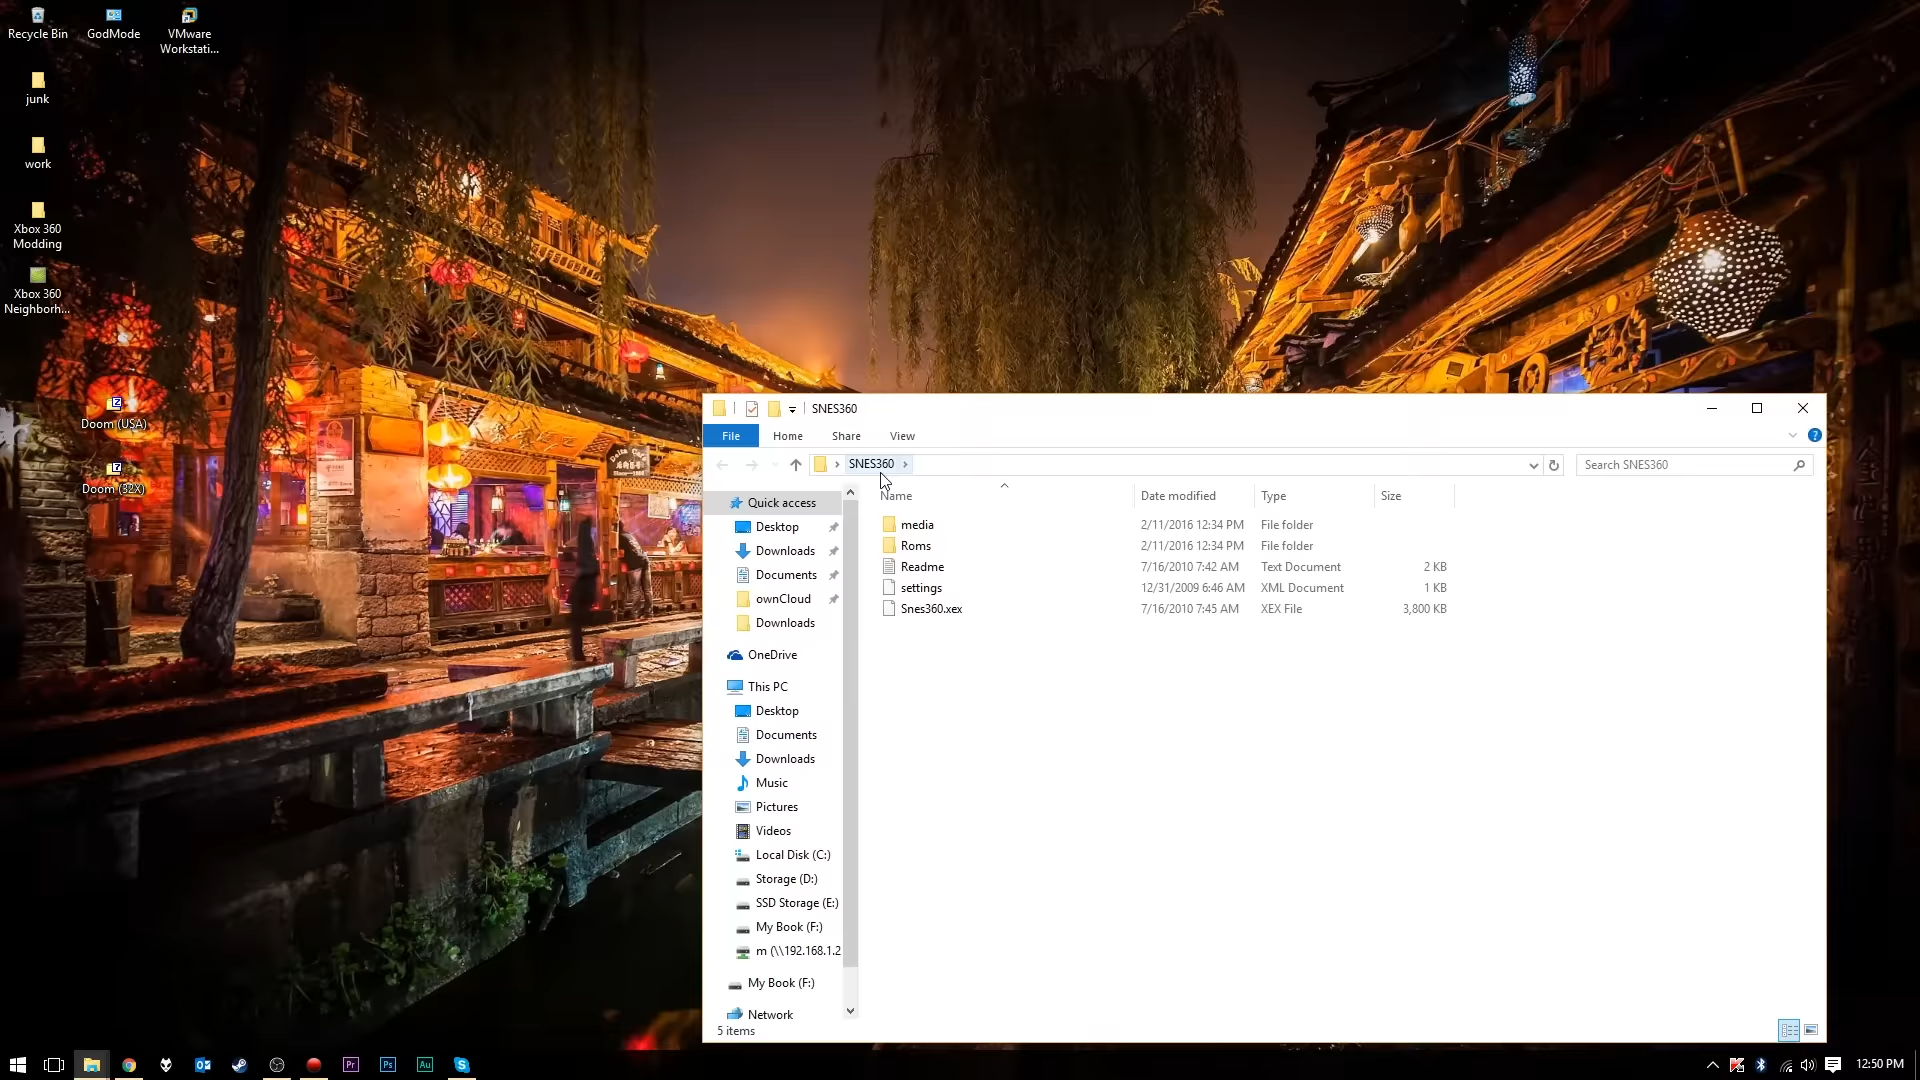 Recycle Bin
GodMode
VMware
Workstati...
junk
work
Xbox 360
Modding
Xbox 360
Neighborh...
Doom (USA)
Doom (32X)
SNES360
File
Home
Share
View
SNES360
Search SNES360
Name
Date modified
Type
Size
media
2/11/2016 12:34 PM
File folder
Roms
2/11/2016 12:34 PM
File folder
Readme
7/16/2010 7:42 AM
Text Document
2 KB
settings
12/31/2009 6:46 AM
XML Document
1 KB
Snes360.xex
7/16/2010 7:45 AM
XEX File
3,800 KB
Quick access
Desktop
Downloads
Documents
ownCloud
Downloads
OneDrive
This PC
Desktop
Documents
Downloads
Music
Pictures
Videos
Local Disk (C:)
Storage (D:)
SSD Storage (E:)
My Book (F:)
m (\\192.168.1.2
My Book (F:)
Network
5 items
Pr
Ps
Au
12:50 PM